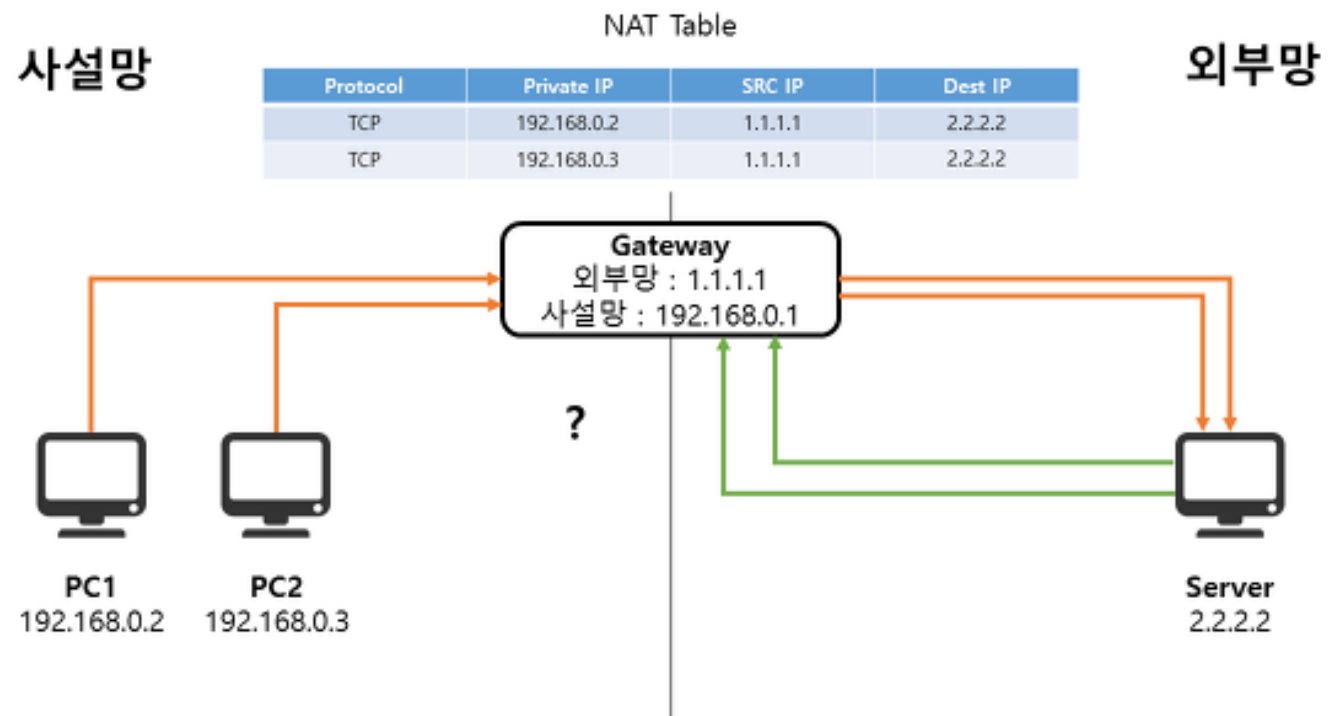 NAT Table
사설망
외부망
Protocol Private IP SRC IP Dest IP
TCP 192.168.0.2 1.1.1.1 2.2.2.2
TCP 192.168.0.3 1.1.1.1 2.2.2.2
Gateway
외부망 : 1.1.1.1
사설망 : 192.168.0.1
?
PC1
192.168.0.2
PC2
192.168.0.3
Server
2.2.2.2